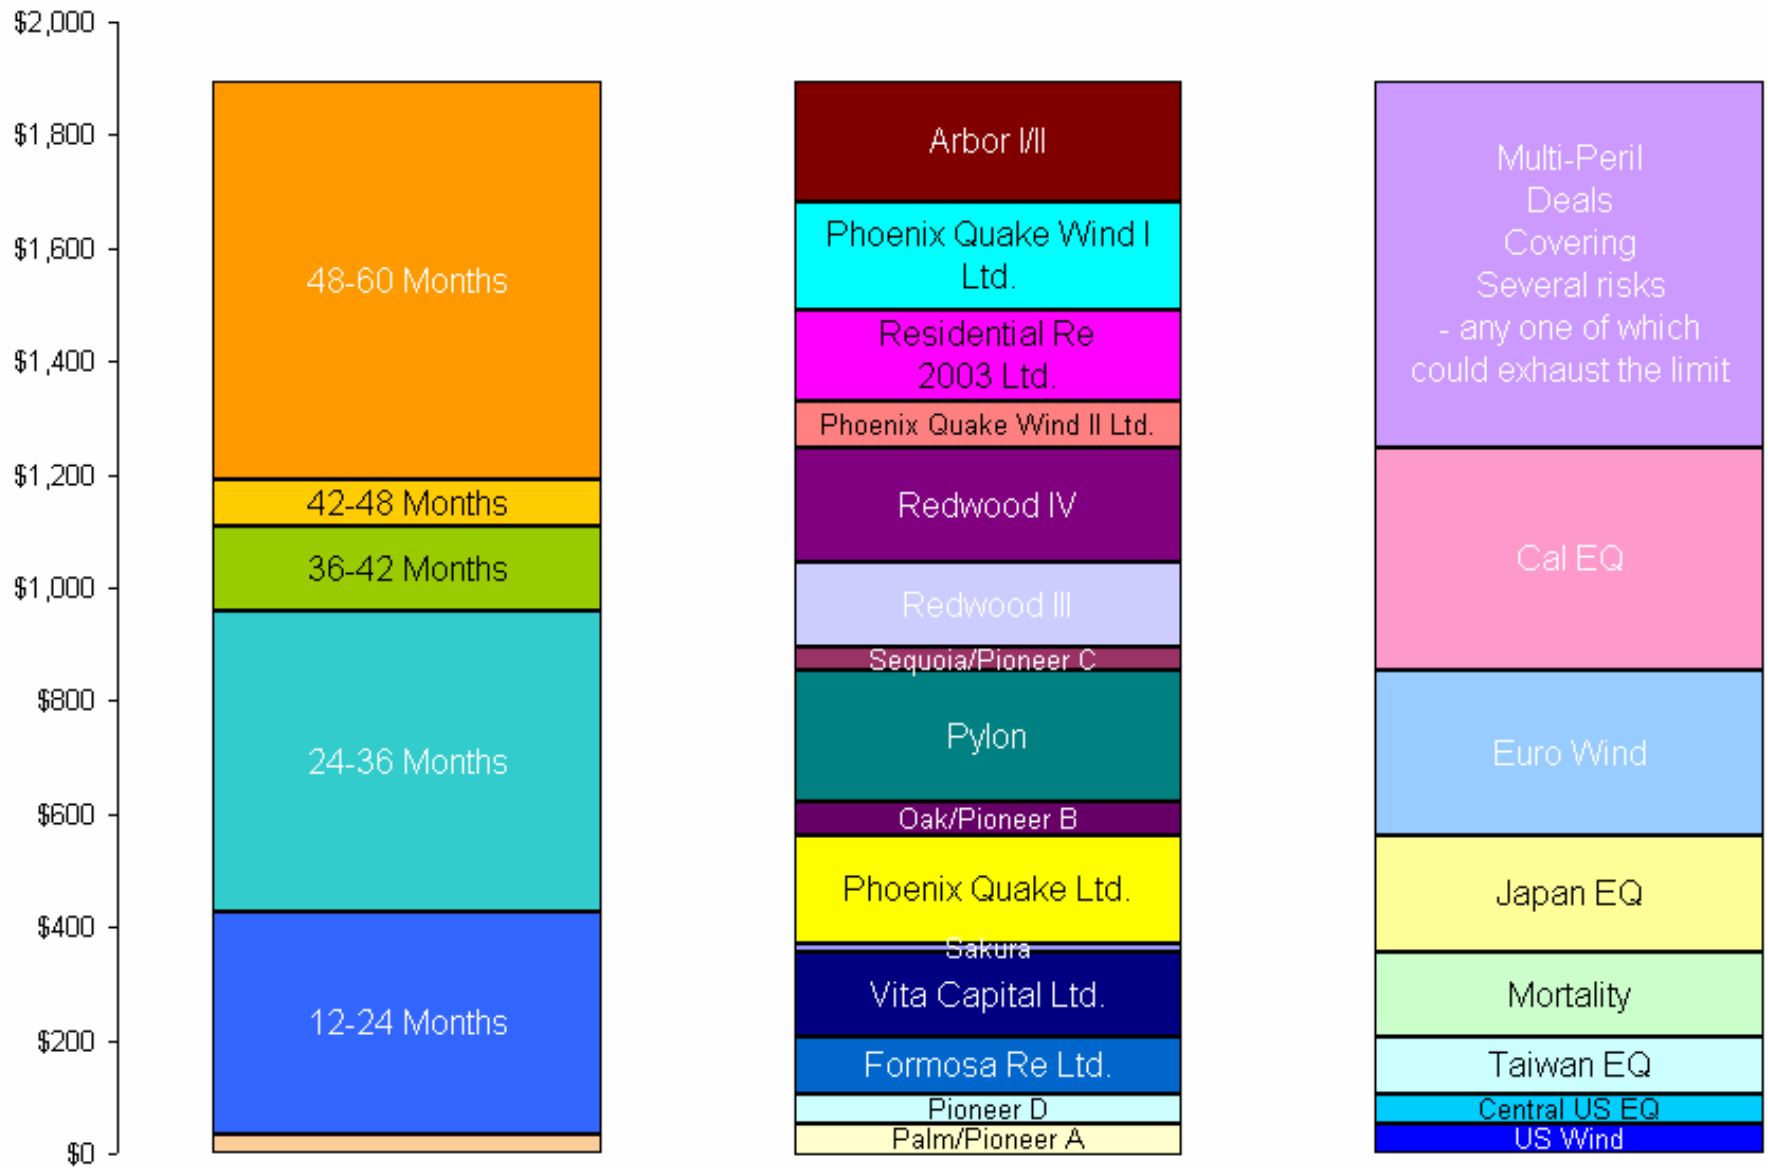 $2,000
$1,800
$1,600
$1,400
$1,200
$1,000
$800
$600
$400
$200
$0
48-60 Months
42-48 Months
36-42 Months
24-36 Months
12-24 Months
Arbor I/II
Phoenix Quake Wind I
Ltd.
Residential Re
2003 Ltd.
Phoenix Quake Wind II Ltd.
Redwood IV
Redwood III
Sequoia/Pioneer C
Pylon
Oak/Pioneer B
Phoenix Quake Ltd.
Sakura
Vita Capital Ltd.
Formosa Re Ltd.
Pioneer D
Palm/Pioneer A
Multi-Peril
Deals
Covering
Several risks
- any one of which
could exhaust the limit
Cal EQ
Euro Wind
Japan EQ
Mortality
Taiwan EQ
Central US EQ
US Wind